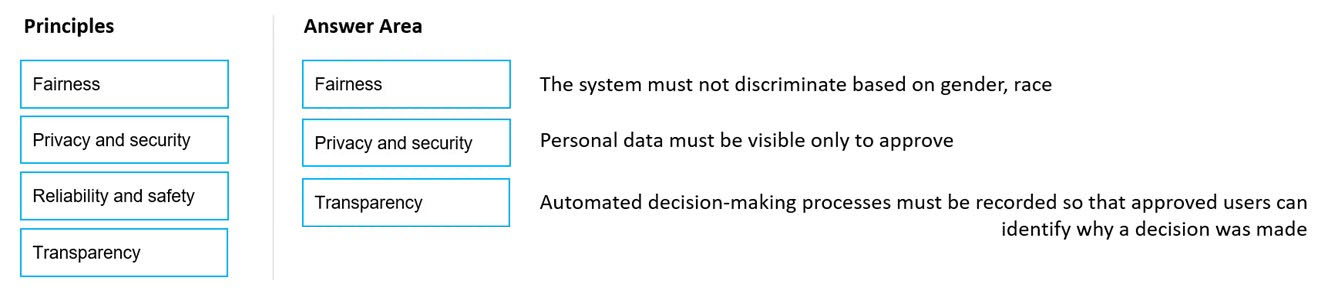 Principles
Fairness
Privacy and security
Reliability and safety
Transparency
Answer Area
Fairness
The system must not discriminate based on gender, race
Privacy and security
Personal data must be visible only to approve
Transparency
Automated decision-making processes must be recorded so that approved users can
identify why a decision was made